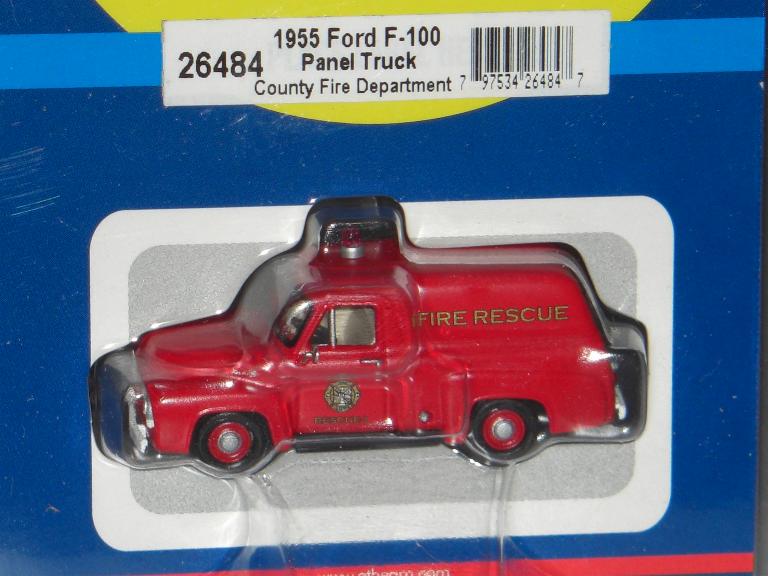 26484
1955 Ford F-100
Panel Truck
County Fire Department
7 97534 26484 7
FIRE RESCUE